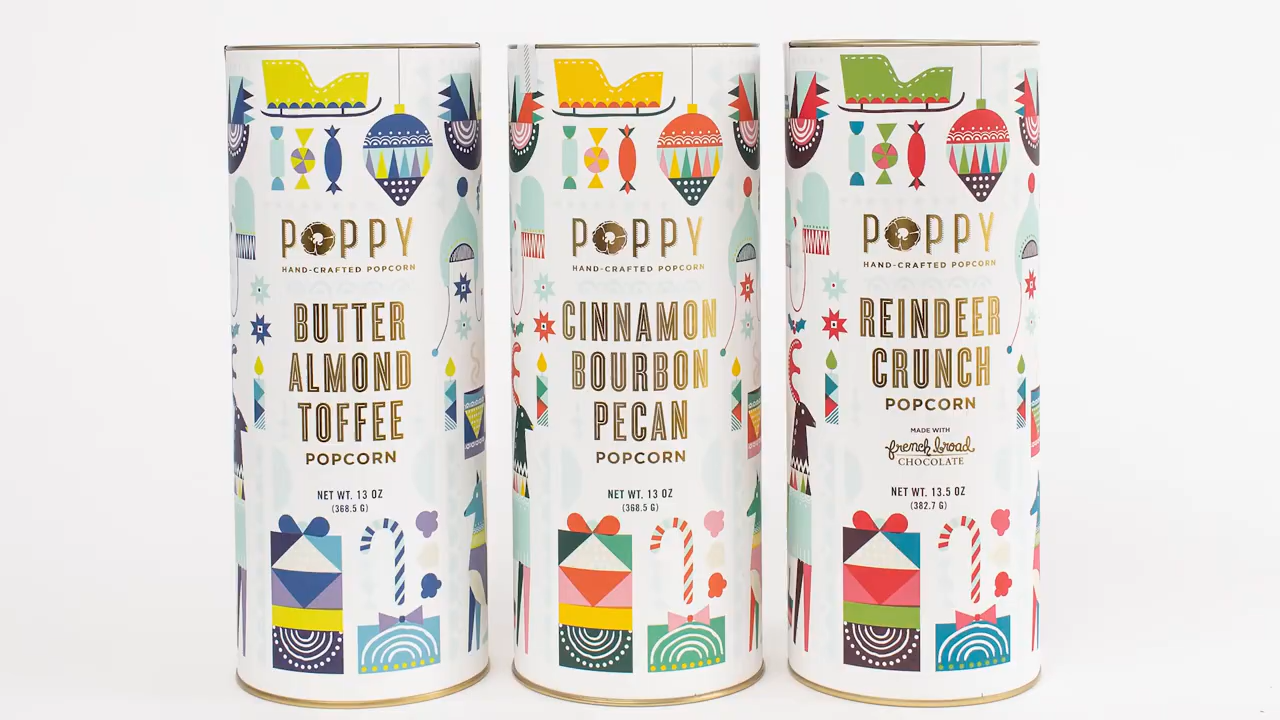 POPPY
HAND-CRAFTED POPCORN
BUTTER
ALMOND
TOFFEE
POPCORN
NET WT. 13 OZ
(368.5 G)
POPPY
HAND-CRAFTED POPCORN
CINNAMON
BOURBON
PECAN
POPCORN
NET WT. 13 OZ
(368.5 G)
POPPY
HAND-CRAFTED POPCORN
REINDEER
CRUNCH
POPCORN
MADE WITH
french broad
CHOCOLATE
NET WT. 13.5 OZ
(382.7 G)